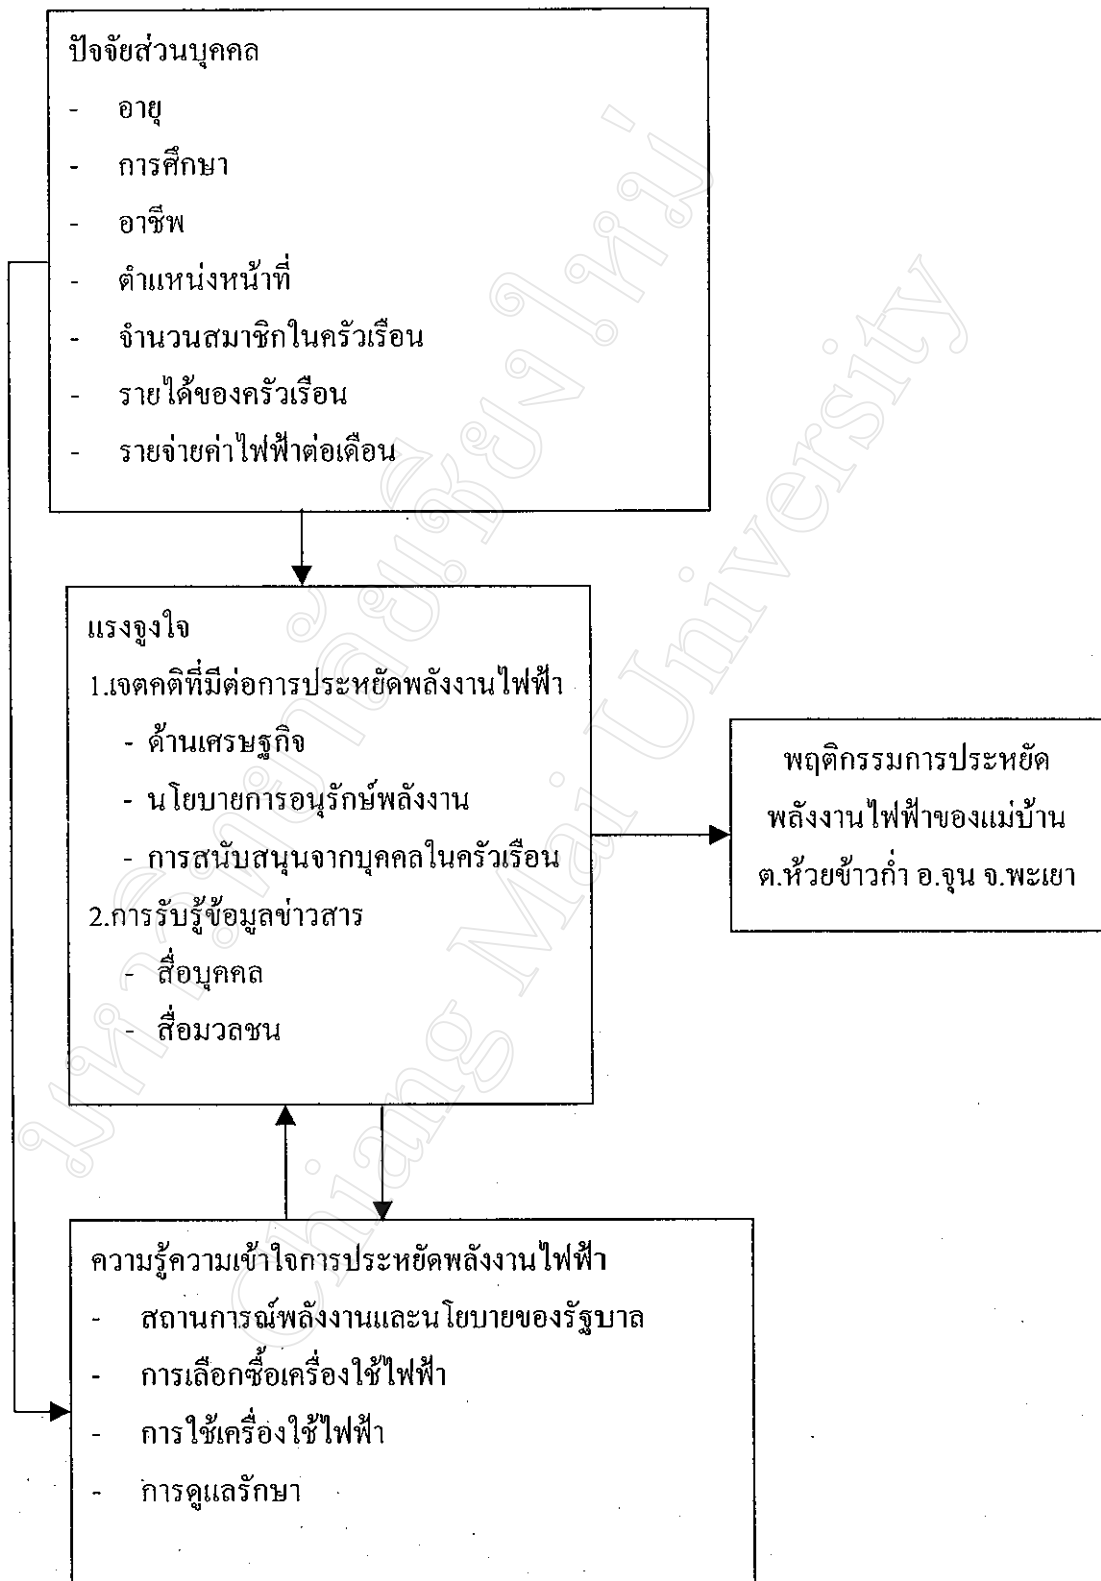 ปัจจัยส่วนบุคคล
- อายุ
- การศึกษา
- อาชีพ
- ตำแหน่งหน้าที่
- จำนวนสมาชิกในครัวเรือน
- รายได้ของครัวเรือน
- รายจ่ายค่าไฟฟ้าต่อเดือน
แรงจูงใจ
1.เจตคติที่มีต่อการประหยัดพลังงานไฟฟ้า
- ด้านเศรษฐกิจ
- นโยบายการอนุรักษ์พลังงาน
- การสนับสนุนจากบุคคลในครัวเรือน
2.การรับรู้ข้อมูลข่าวสาร
- สื่อบุคคล
- สื่อมวลชน
พฤติกรรมการประหยัด
พลังงานไฟฟ้าของแม่บ้าน
ต.ห้วยข้าวก่ำ อ.จุน จ.พะเยา
ความรู้ความเข้าใจการประหยัดพลังงานไฟฟ้า
- สถานการณ์พลังงานและนโยบายของรัฐบาล
- การเลือกซื้อเครื่องใช้ไฟฟ้า
- การใช้เครื่องใช้ไฟฟ้า
- การดูแลรักษา
มหาวิทยาลัยเชียงใหม่
Chiang Mai University